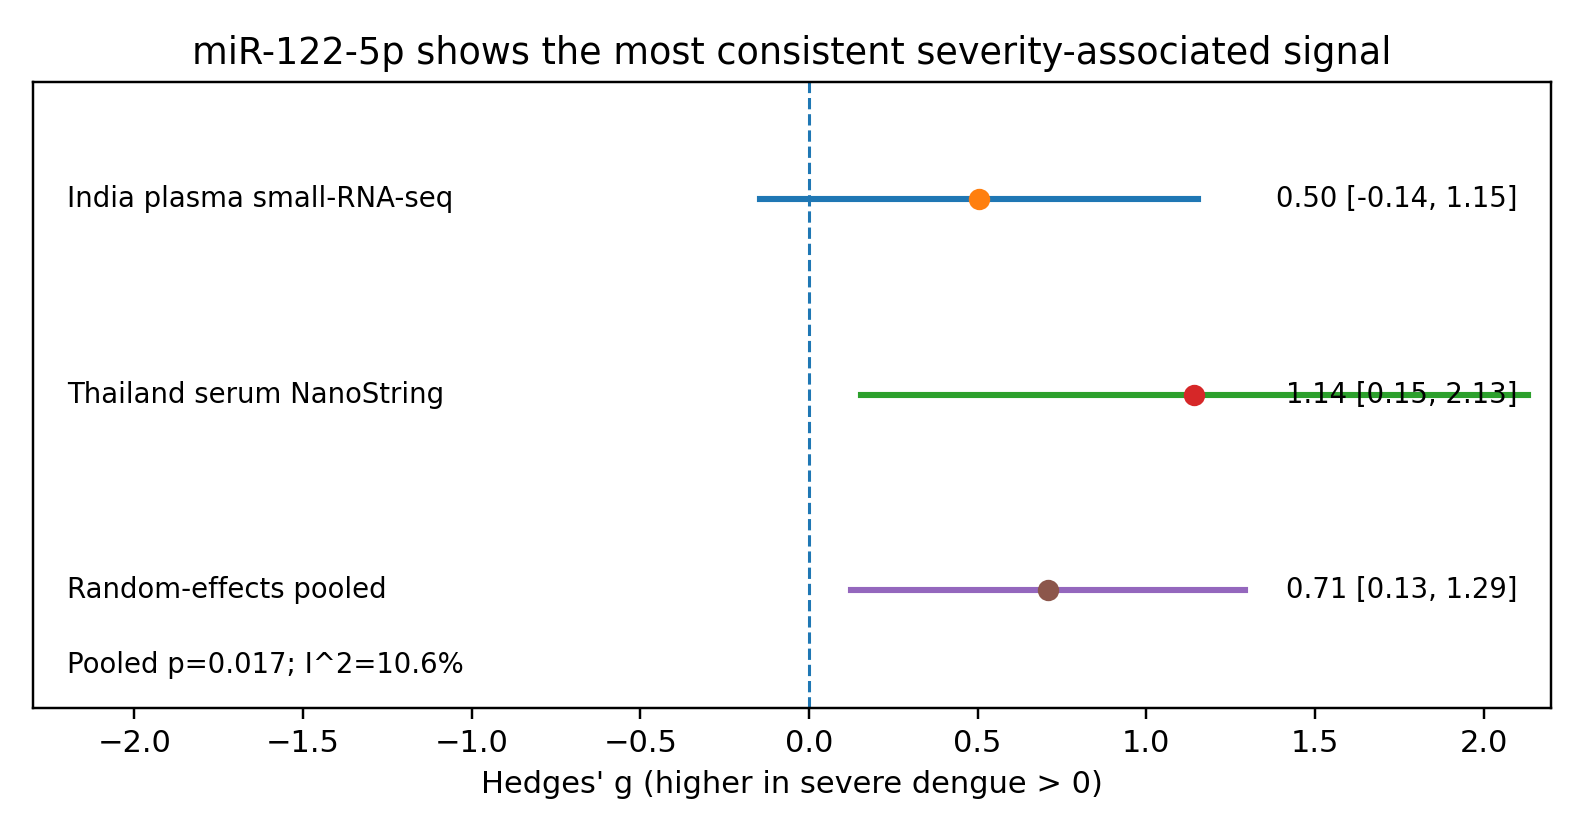 miR-122-5p shows the most consistent severity-associated signal
India plasma small-RNA-seq 0.50 [-0.14, 1.15]
Thailand serum NanoString 1.14 [0.15, 2.13]
Random-effects pooled 0.71 [0.13, 1.29]
Pooled p=0.017; I^2=10.6%
−2.0 −1.5 −1.0 −0.5 0.0 0.5 1.0 1.5 2.0
Hedges' g (higher in severe dengue > 0)